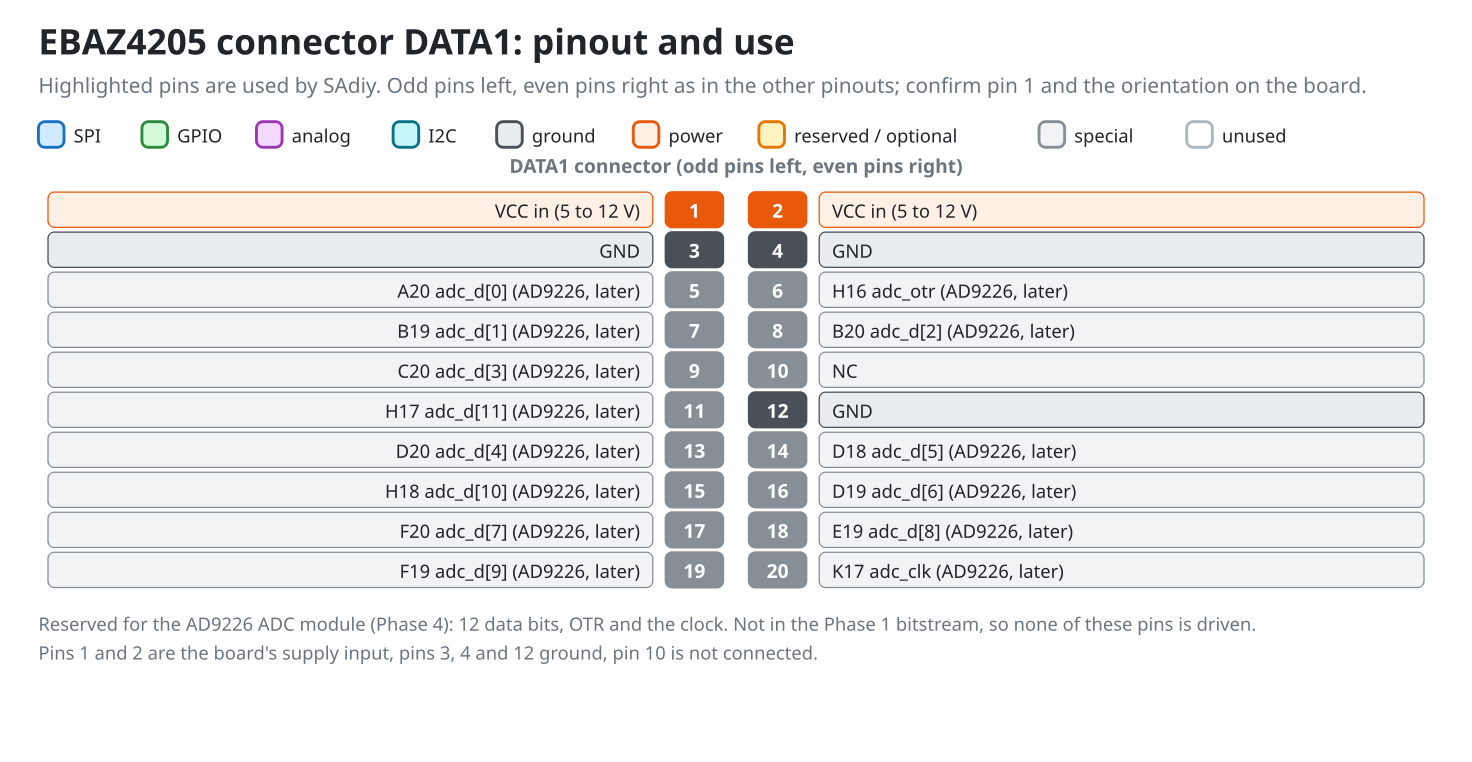 EBAZ4205 connector DATA1: pinout and use
Highlighted pins are used by SAdiy. Odd pins left, even pins right as in the other pinouts; confirm pin 1 and the orientation on the board.
SPI GPIO analog I2C ground power reserved / optional special unused
DATA1 connector (odd pins left, even pins right)
VCC in (5 to 12 V) 1 2 VCC in (5 to 12 V)
GND 3 4 GND
A20 adc_d[0] (AD9226, later) 5 6 H16 adc_otr (AD9226, later)
B19 adc_d[1] (AD9226, later) 7 8 B20 adc_d[2] (AD9226, later)
C20 adc_d[3] (AD9226, later) 9 10 NC
H17 adc_d[11] (AD9226, later) 11 12 GND
D20 adc_d[4] (AD9226, later) 13 14 D18 adc_d[5] (AD9226, later)
H18 adc_d[10] (AD9226, later) 15 16 D19 adc_d[6] (AD9226, later)
F20 adc_d[7] (AD9226, later) 17 18 E19 adc_d[8] (AD9226, later)
F19 adc_d[9] (AD9226, later) 19 20 K17 adc_clk (AD9226, later)
Reserved for the AD9226 ADC module (Phase 4): 12 data bits, OTR and the clock. Not in the Phase 1 bitstream, so none of these pins is driven.
Pins 1 and 2 are the board's supply input, pins 3, 4 and 12 ground, pin 10 is not connected.